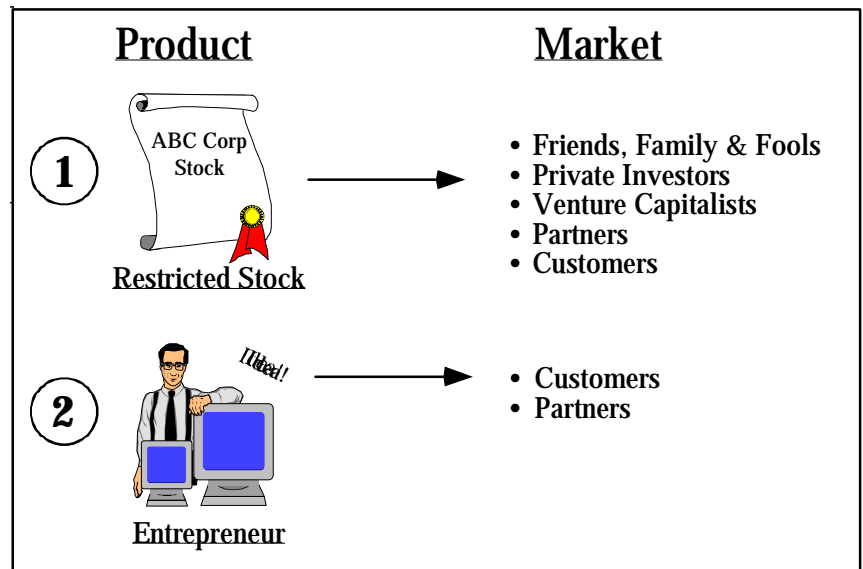 Product
Market
1
ABC Corp
Stock
Restricted Stock
• Friends, Family & Fools
• Private Investors
• Venture Capitalists
• Partners
• Customers
2
Entrepreneur
• Customers
• Partners